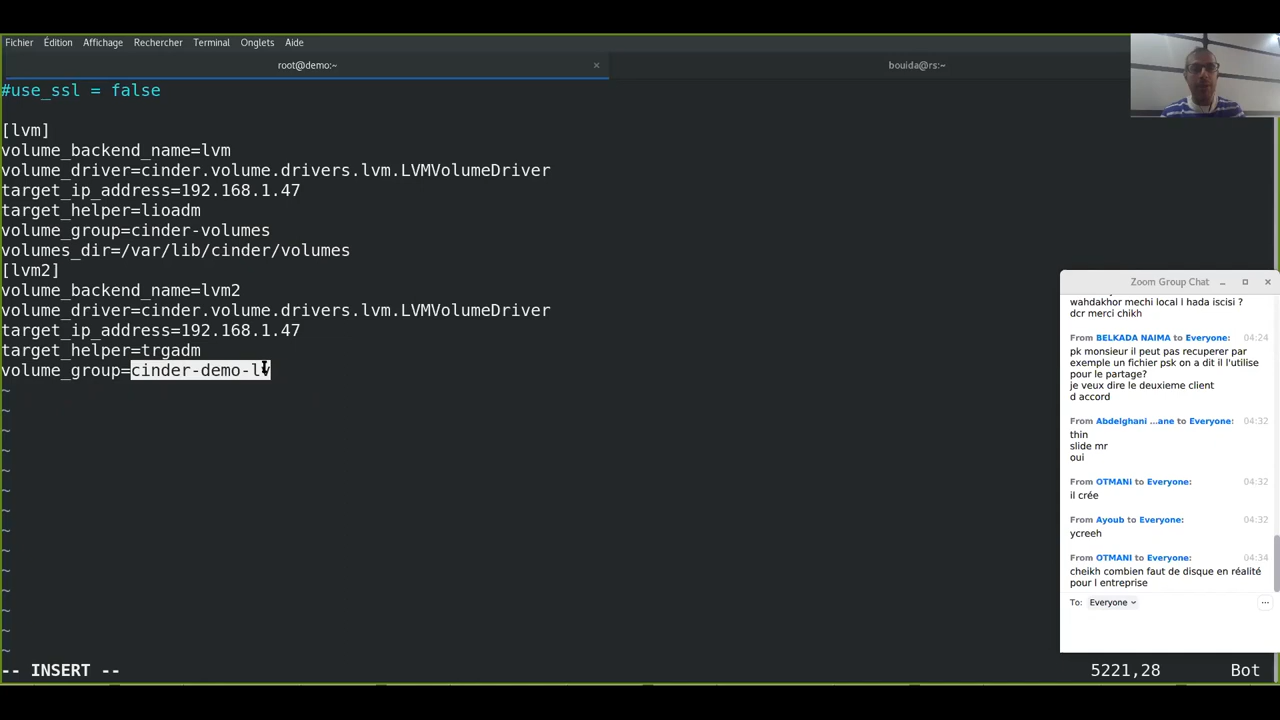 Fichier Édition Affichage Rechercher Terminal Onglets Aide
root@demo:~ × bouida@rs:~
#use_ssl = false
[lvm]
volume_backend_name=lvm
volume_driver=cinder.volume.drivers.lvm.LVMVolumeDriver
target_ip_address=192.168.1.47
target_helper=lioadm
volume_group=cinder-volumes
volumes_dir=/var/lib/cinder/volumes
[lvm2]
volume_backend_name=lvm2
volume_driver=cinder.volume.drivers.lvm.LVMVolumeDriver
target_ip_address=192.168.1.47
target_helper=trgadm
volume_group=cinder-demo-lv
~
~
~
~
~
~
~
~
~
~
~
~
~
~
-- INSERT -- 5221,28 Bot
Zoom Group Chat
wahdakhor mechi local l hada iscisi ?
dcr merci chikh
From BELKADA NAIMA to Everyone: 04:24
pk monsieur il peut pas recuperer par
exemple un fichier psk on a dit il l'utilise
pour le partage?
je veux dire le deuxieme client
d accord
From Abdelghani ...ane to Everyone: 04:32
thin
slide mr
oui
From OTMANi to Everyone: 04:32
il crée
From Ayoub to Everyone: 04:32
ycreeh
From OTMANI to Everyone: 04:34
cheikh combien faut de disque en réalité
pour l entreprise
To: Everyone